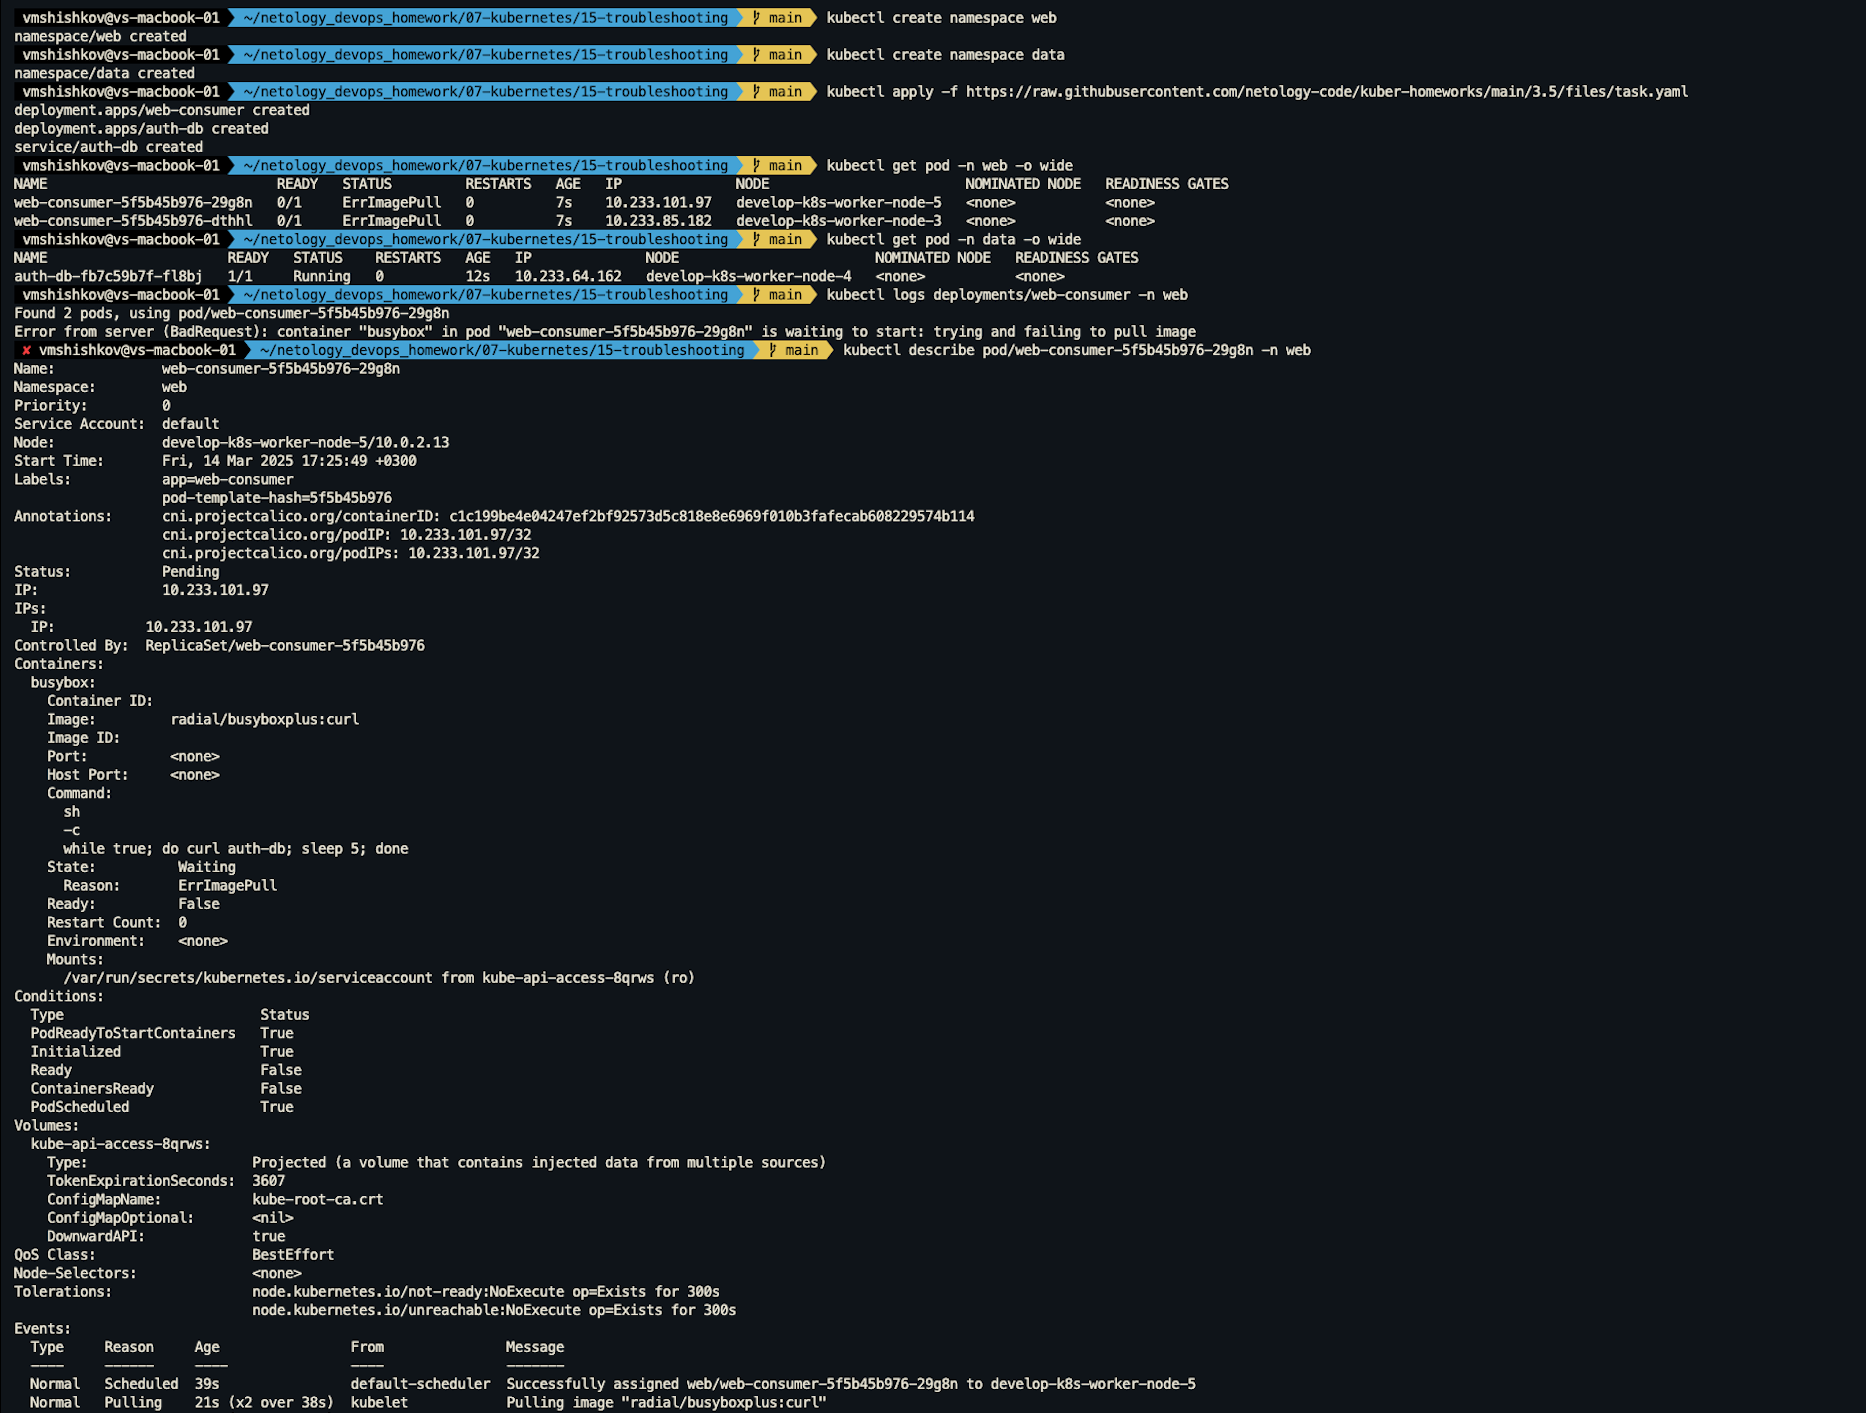 vmshishkov@vs-macbook-01 ~/netology_devops_homework/07-kubernetes/15-troubleshooting main kubectl create namespace web
namespace/web created
vmshishkov@vs-macbook-01 ~/netology_devops_homework/07-kubernetes/15-troubleshooting main kubectl create namespace data
namespace/data created
vmshishkov@vs-macbook-01 ~/netology_devops_homework/07-kubernetes/15-troubleshooting main kubectl apply -f https://raw.githubusercontent.com/netology-code/kuber-homeworks/main/3.5/files/task.yaml
deployment.apps/web-consumer created
deployment.apps/auth-db created
service/auth-db created
vmshishkov@vs-macbook-01 ~/netology_devops_homework/07-kubernetes/15-troubleshooting main kubectl get pod -n web -o wide
NAME READY STATUS RESTARTS AGE IP NODE NOMINATED NODE READINESS GATES
web-consumer-5f5b45b976-29g8n 0/1 ErrImagePull 0 7s 10.233.101.97 develop-k8s-worker-node-5 <none> <none>
web-consumer-5f5b45b976-dthhl 0/1 ErrImagePull 0 7s 10.233.85.182 develop-k8s-worker-node-3 <none> <none>
vmshishkov@vs-macbook-01 ~/netology_devops_homework/07-kubernetes/15-troubleshooting main kubectl get pod -n data -o wide
NAME READY STATUS RESTARTS AGE IP NODE NOMINATED NODE READINESS GATES
auth-db-fb7c59b7f-fl8bj 1/1 Running 0 12s 10.233.64.162 develop-k8s-worker-node-4 <none> <none>
vmshishkov@vs-macbook-01 ~/netology_devops_homework/07-kubernetes/15-troubleshooting main kubectl logs deployments/web-consumer -n web
Found 2 pods, using pod/web-consumer-5f5b45b976-29g8n
Error from server (BadRequest): container "busybox" in pod "web-consumer-5f5b45b976-29g8n" is waiting to start: trying and failing to pull image
✘ vmshishkov@vs-macbook-01 ~/netology_devops_homework/07-kubernetes/15-troubleshooting main kubectl describe pod/web-consumer-5f5b45b976-29g8n -n web
Name: web-consumer-5f5b45b976-29g8n
Namespace: web
Priority: 0
Service Account: default
Node: develop-k8s-worker-node-5/10.0.2.13
Start Time: Fri, 14 Mar 2025 17:25:49 +0300
Labels: app=web-consumer
pod-template-hash=5f5b45b976
Annotations: cni.projectcalico.org/containerID: c1c199be4e04247ef2bf92573d5c818e8e6969f010b3fafecab608229574b114
cni.projectcalico.org/podIP: 10.233.101.97/32
cni.projectcalico.org/podIPs: 10.233.101.97/32
Status: Pending
IP: 10.233.101.97
IPs:
IP: 10.233.101.97
Controlled By: ReplicaSet/web-consumer-5f5b45b976
Containers:
busybox:
Container ID:
Image: radial/busyboxplus:curl
Image ID:
Port: <none>
Host Port: <none>
Command:
sh
-c
while true; do curl auth-db; sleep 5; done
State: Waiting
Reason: ErrImagePull
Ready: False
Restart Count: 0
Environment: <none>
Mounts:
/var/run/secrets/kubernetes.io/serviceaccount from kube-api-access-8qrws (ro)
Conditions:
Type Status
PodReadyToStartContainers True
Initialized True
Ready False
ContainersReady False
PodScheduled True
Volumes:
kube-api-access-8qrws:
Type: Projected (a volume that contains injected data from multiple sources)
TokenExpirationSeconds: 3607
ConfigMapName: kube-root-ca.crt
ConfigMapOptional: <nil>
DownwardAPI: true
QoS Class: BestEffort
Node-Selectors: <none>
Tolerations: node.kubernetes.io/not-ready:NoExecute op=Exists for 300s
node.kubernetes.io/unreachable:NoExecute op=Exists for 300s
Events:
Type Reason Age From Message
---- ------ ---- ---- -------
Normal Scheduled 39s default-scheduler Successfully assigned web/web-consumer-5f5b45b976-29g8n to develop-k8s-worker-node-5
Normal Pulling 21s (x2 over 38s) kubelet Pulling image "radial/busyboxplus:curl"